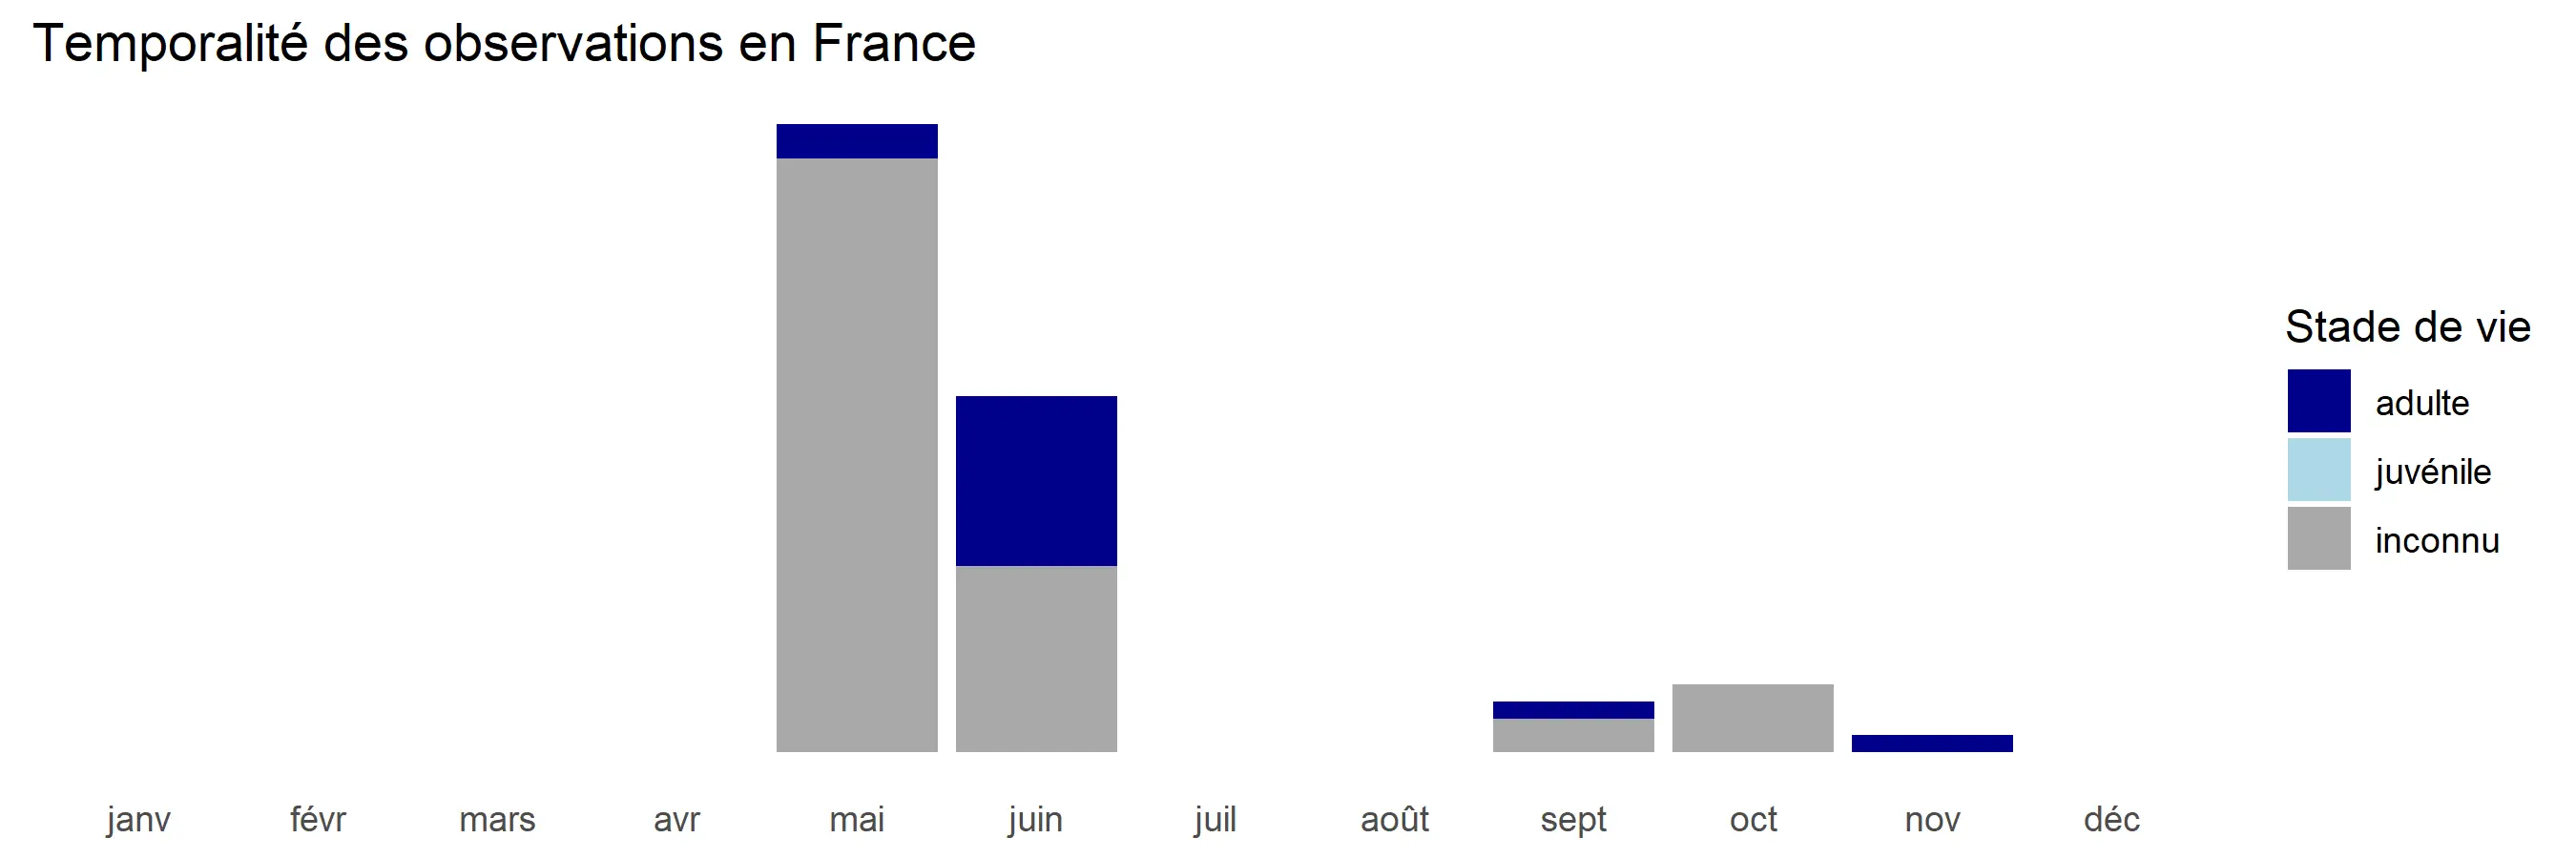 Temporalité des observations en France
Stade de vie
adulte
juvénile
inconnu
janv févr mars avr mai juin juil août sept oct nov déc